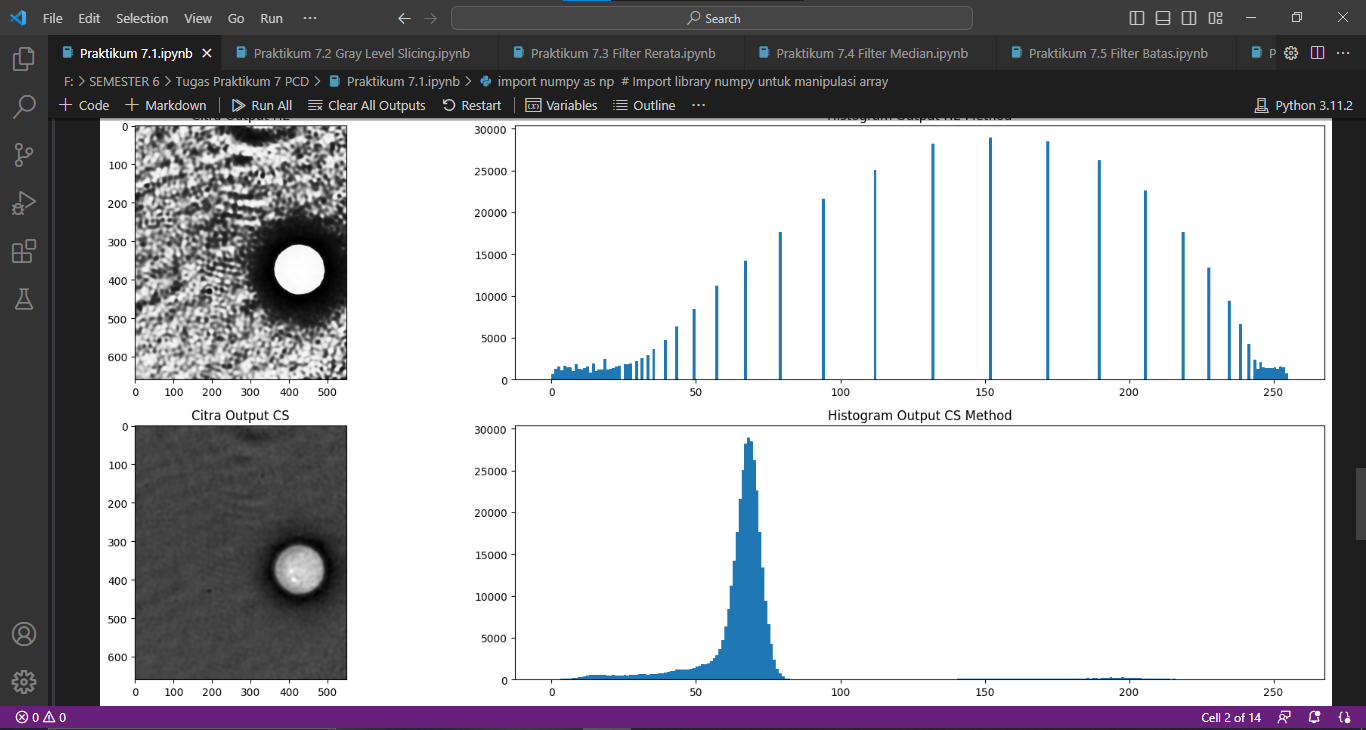 File Edit Selection View Go Run ··· Search
Praktikum 7.1.ipynb Praktikum 7.2 Gray Level Slicing.ipynb Praktikum 7.3 Filter Rerata.ipynb Praktikum 7.4 Filter Median.ipynb Praktikum 7.5 Filter Batas.ipynb P ···
F: > SEMESTER 6 > Tugas Praktikum 7 PCD > Praktikum 7.1.ipynb > import numpy as np # Import library numpy untuk manipulasi array
Code Markdown Run All Clear All Outputs Restart Variables Outline ··· Python 3.11.2
Citra Output HE Histogram Output HE Method
0
100
200
300
400
500
600
0 100 200 300 400 500
30000
25000
20000
15000
10000
5000
0
0 50 100 150 200 250
Citra Output CS Histogram Output CS Method
0
100
200
300
400
500
600
0 100 200 300 400 500
30000
25000
20000
15000
10000
5000
0
0 50 100 150 200 250
0 0 Cell 2 of 14